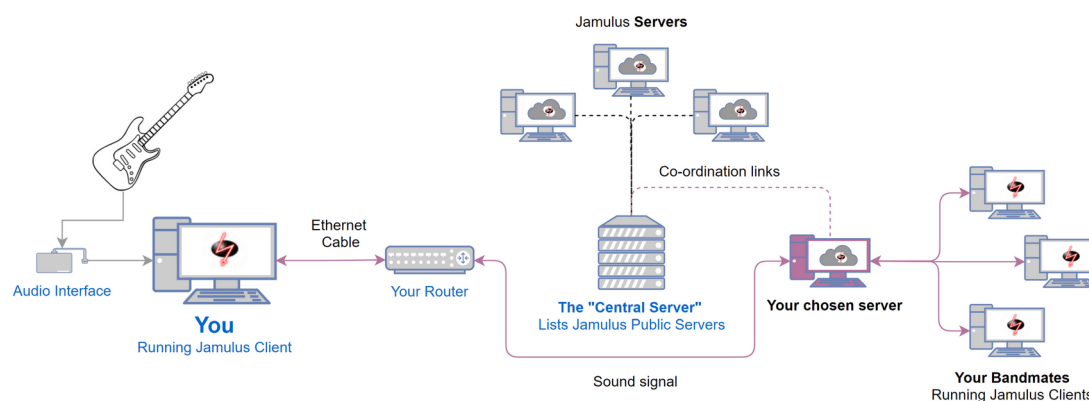 Jamulus Servers
Co-ordination links
Ethernet
Cable
Audio Interface
Your Router
You
Running Jamulus Client
The "Central Server"
Lists Jamulus Public Servers
Your chosen server
Sound signal
Your Bandmates
Running Jamulus Clients